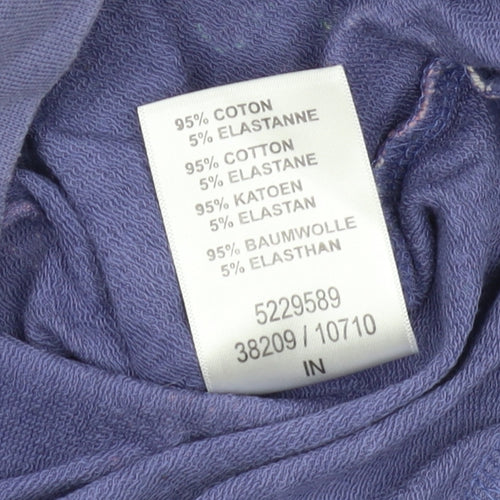 95% COTON
5% ELASTANNE
95% COTTON
5% ELASTANE
95% KATOEN
5% ELASTAN
95% BAUMWOLLE
5% ELASTHAN
5229589
38209 / 10710
IN